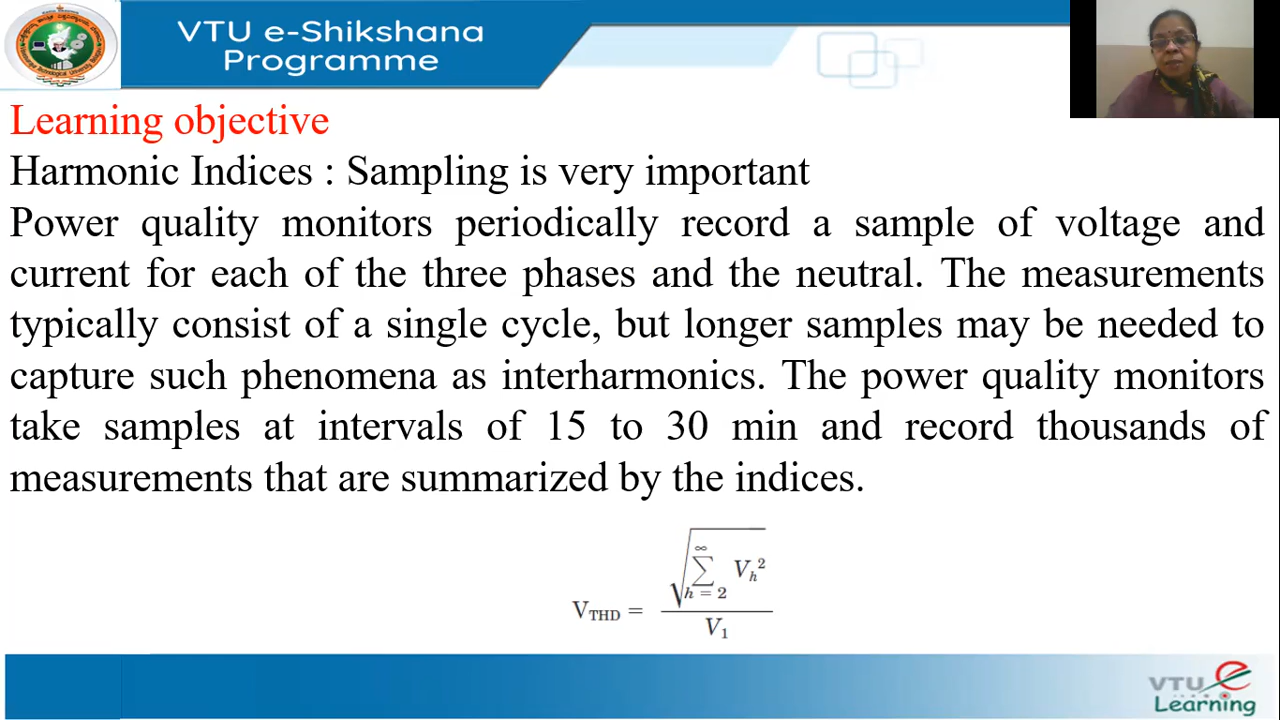 VTU e-Shikshana
Programme
Learning objective
Harmonic Indices : Sampling is very important
Power quality monitors periodically record a sample of voltage and
current for each of the three phases and the neutral. The measurements
typically consist of a single cycle, but longer samples may be needed to
capture such phenomena as interharmonics. The power quality monitors
take samples at intervals of 15 to 30 min and record thousands of
measurements that are summarized by the indices.
V_THD = √(∑_{h = 2}^{∞} V_h²) / V₁
VTU e
Learning